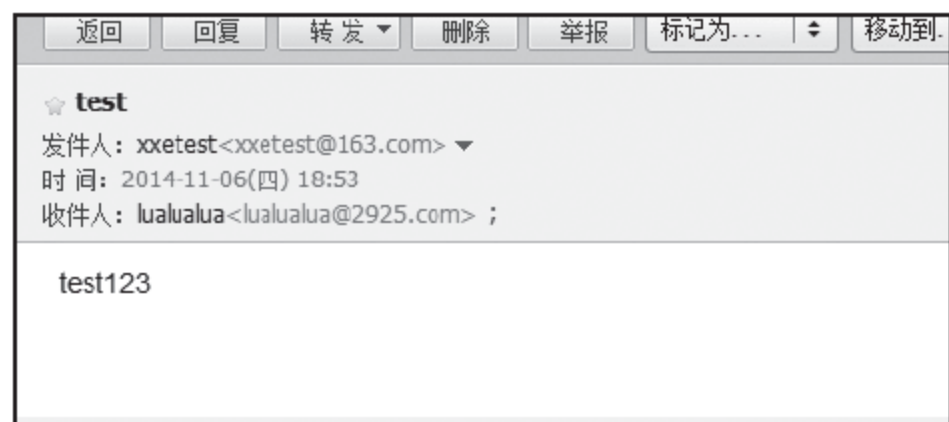 返回 回复 转 发 删除 举报 标记为... 移动到.
test
发件人：xxetest<xxetest@163.com>
时 间：2014-11-06(四) 18:53
收件人：lualualua<lualualua@2925.com> ;
test123